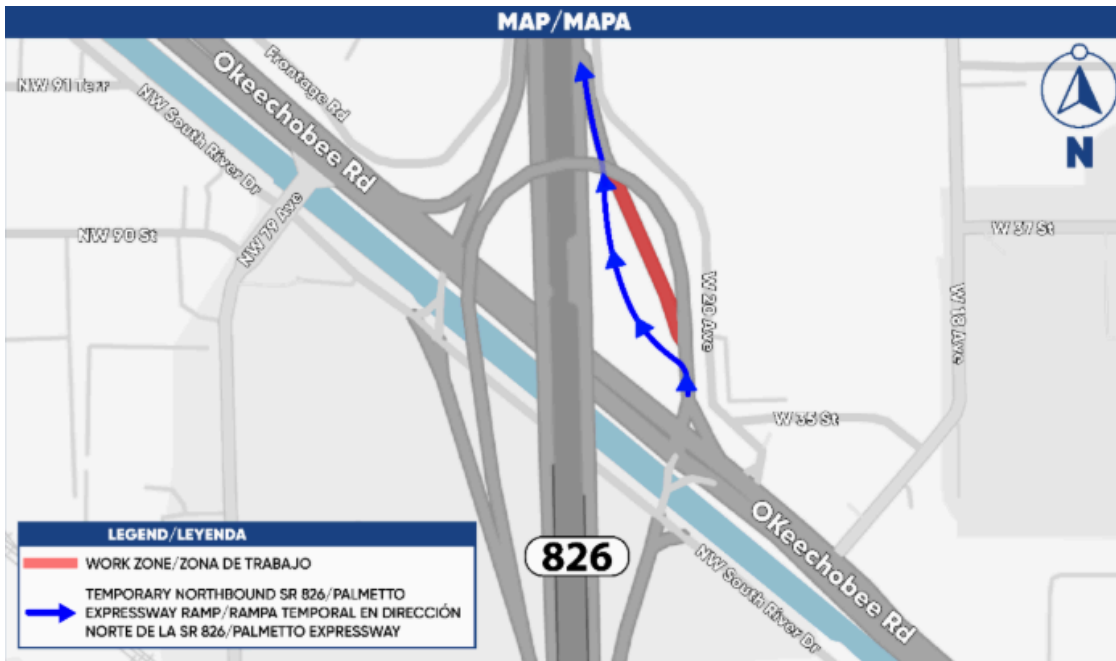 MAP/MAPA
Frontage Rd
Okeechobee Rd
NW 91 Terr
NW South River Dr
N
NW 79 Ave
NW 90 St
W 37 St
W 20 Ave
W 18 Ave
W 35 St
OKeechobee Rd
826
NW South River Dr
LEGEND/LEYENDA
WORK ZONE/ZONA DE TRABAJO
TEMPORARY NORTHBOUND SR 826/PALMETTO
EXPRESSWAY RAMP/RAMPA TEMPORAL EN DIRECCIÓN
NORTE DE LA SR 826/PALMETTO EXPRESSWAY